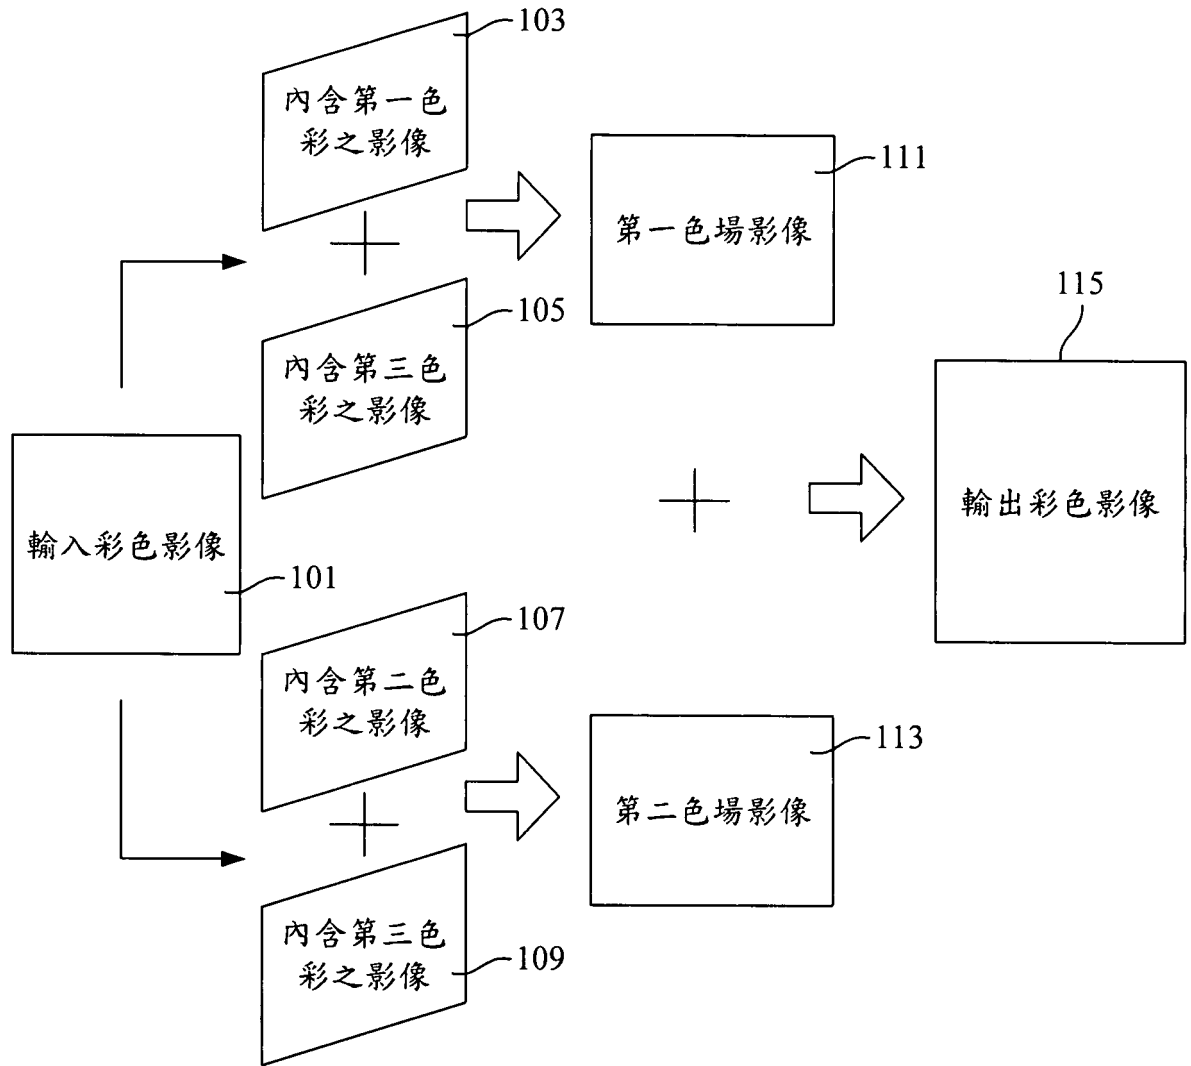 103
內含第一色
彩之影像
111
第一色場影像
105
內含第三色
彩之影像
115
輸出彩色影像
輸入彩色影像
101
107
內含第二色
彩之影像
113
第二色場影像
內含第三色
彩之影像
109